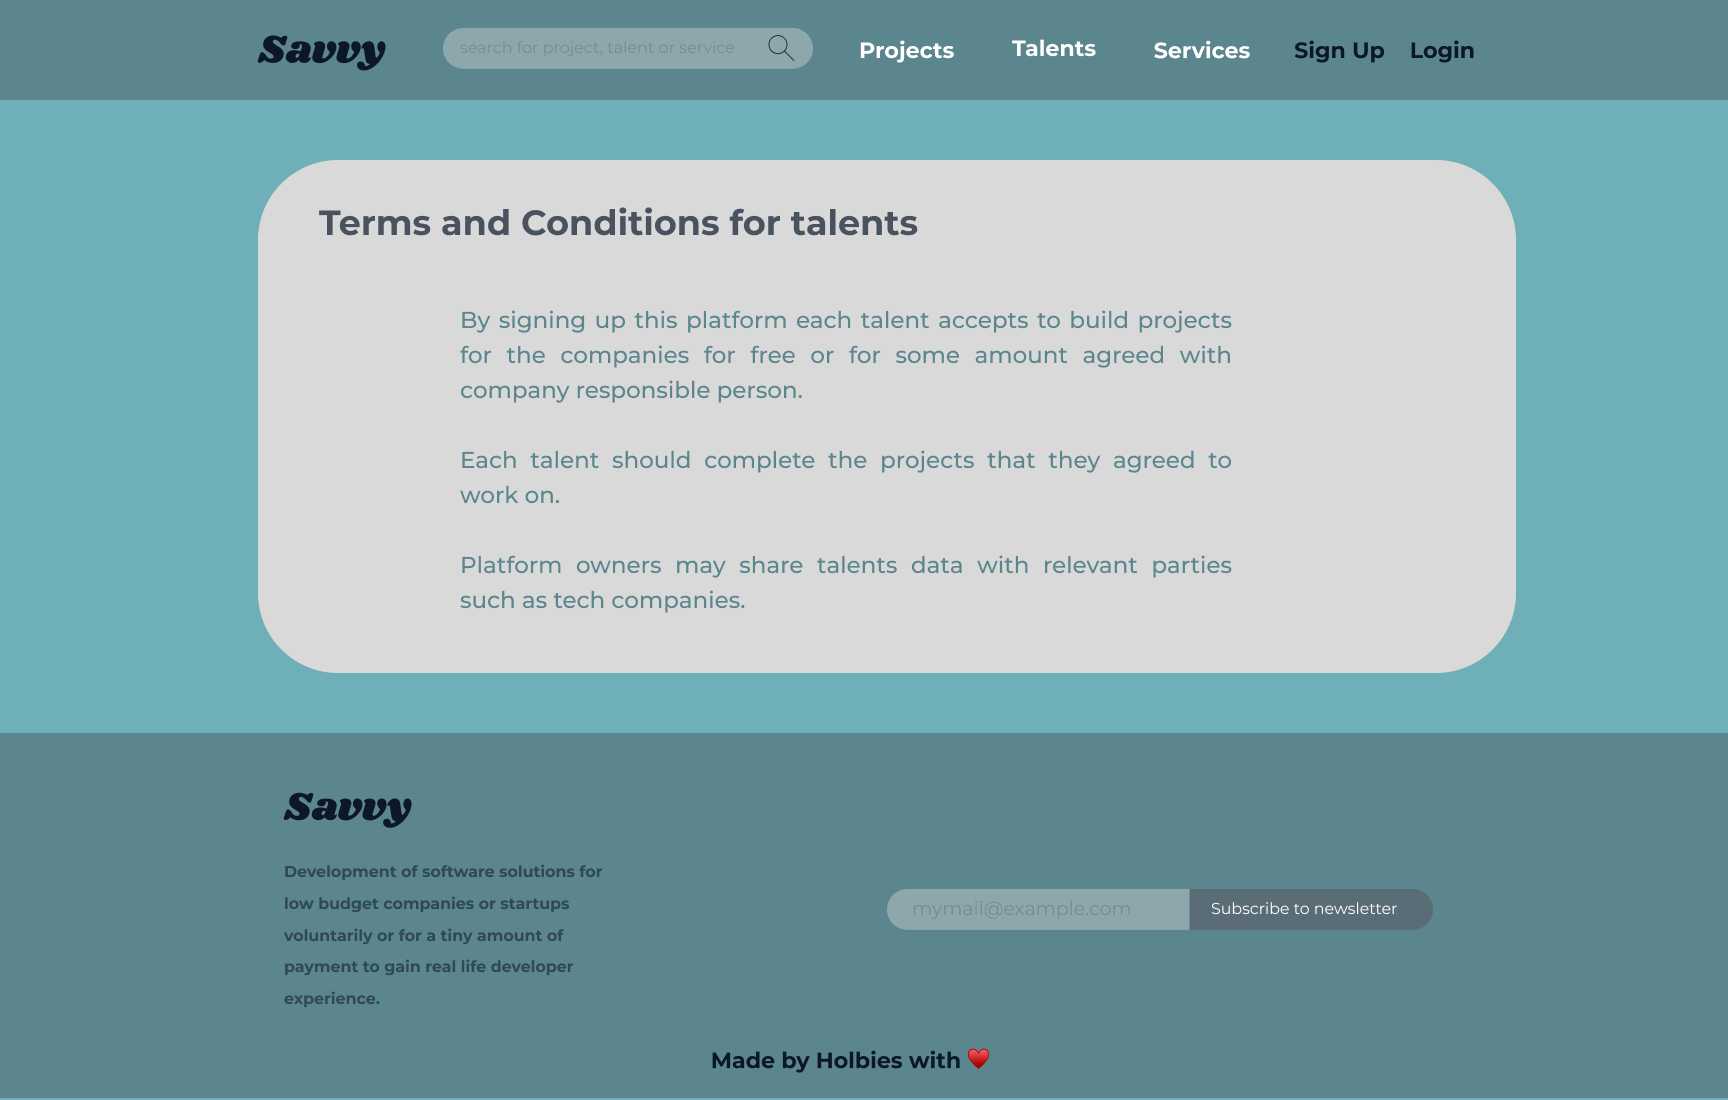 Savvy
search for project, talent or service
Projects
Talents
Services
Sign Up
Login
Terms and Conditions for talents
By signing up this platform each talent accepts to build projects
for the companies for free or for some amount agreed with
company responsible person.
Each talent should complete the projects that they agreed to
work on.
Platform owners may share talents data with relevant parties
such as tech companies.
Savvy
Development of software solutions for
low budget companies or startups
voluntarily or for a tiny amount of
payment to gain real life developer
experience.
mymail@example.com
Subscribe to newsletter
Made by Holbies with ♥️